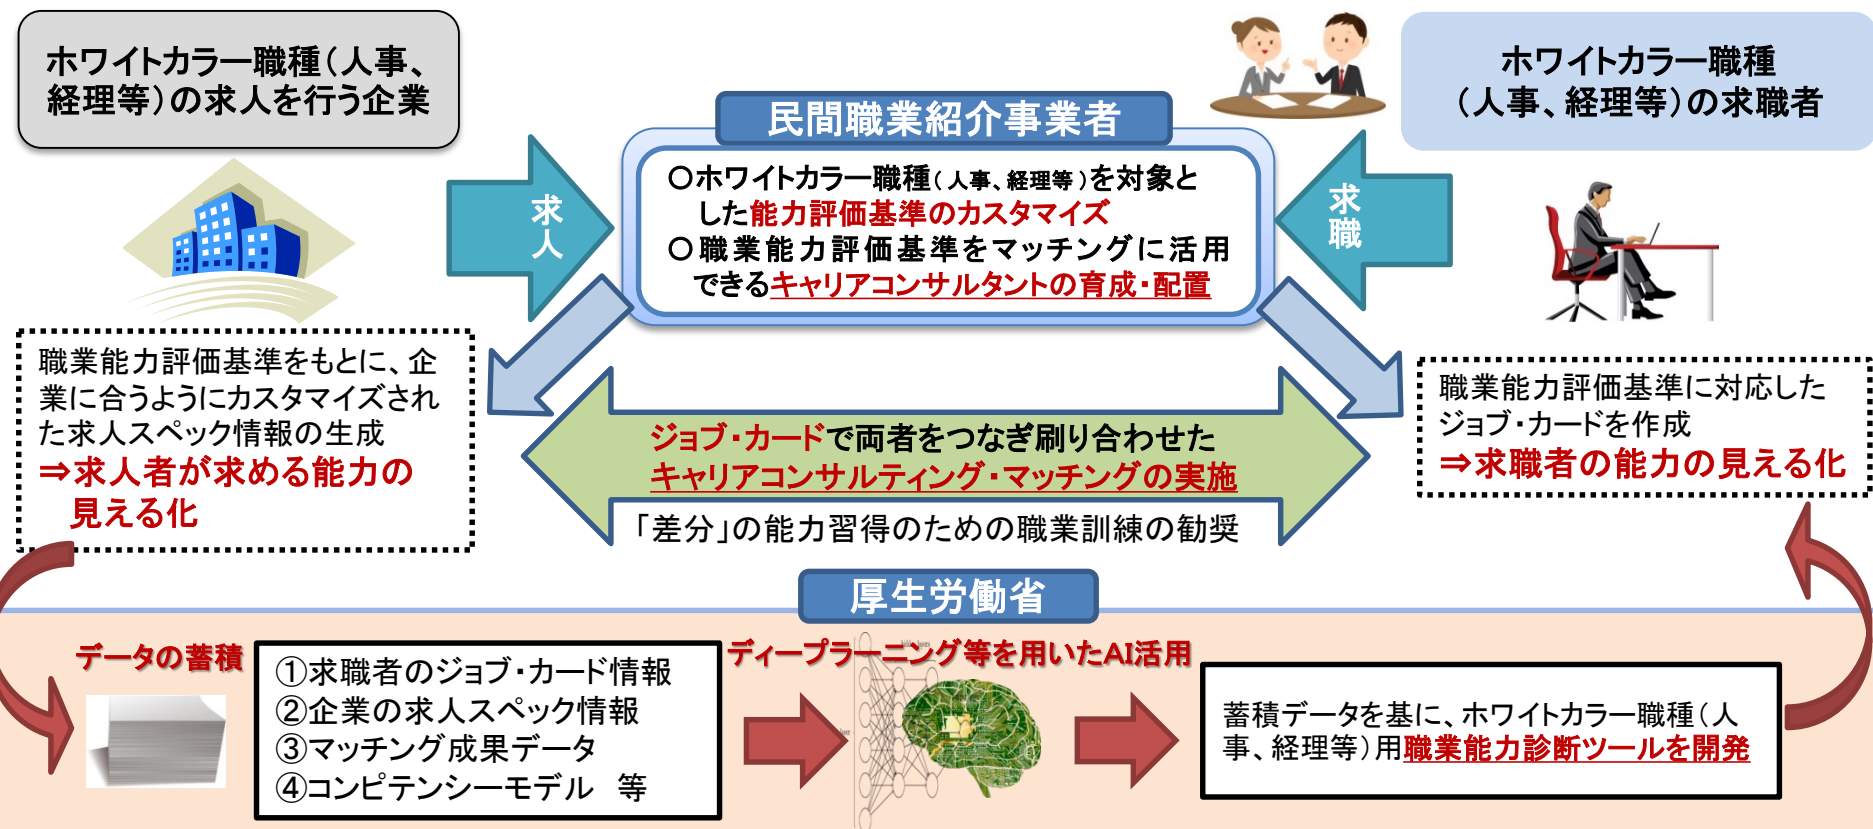 ホワイトカラー職種（人事、
経理等）の求人を行う企業
ホワイトカラー職種
（人事、経理等）の求職者
民間職業紹介事業者
○ホワイトカラー職種（人事、経理等）を対象と
した能力評価基準のカスタマイズ
○職業能力評価基準をマッチングに活用
できるキャリアコンサルタントの育成・配置
求人
求職
職業能力評価基準をもとに、企
業に合うようにカスタマイズされ
た求人スペック情報の生成
⇒求人者が求める能力の
見える化
ジョブ・カードで両者をつなぎ刷り合わせた
キャリアコンサルティング・マッチングの実施
「差分」の能力習得のための職業訓練の勧奨
職業能力評価基準に対応した
ジョブ・カードを作成
⇒求職者の能力の見える化
厚生労働省
データの蓄積
①求職者のジョブ・カード情報
②企業の求人スペック情報
③マッチング成果データ
④コンピテンシーモデル　等
ディープラーニング等を用いたAI活用
蓄積データを基に、ホワイトカラー職種（人
事、経理等）用職業能力診断ツールを開発